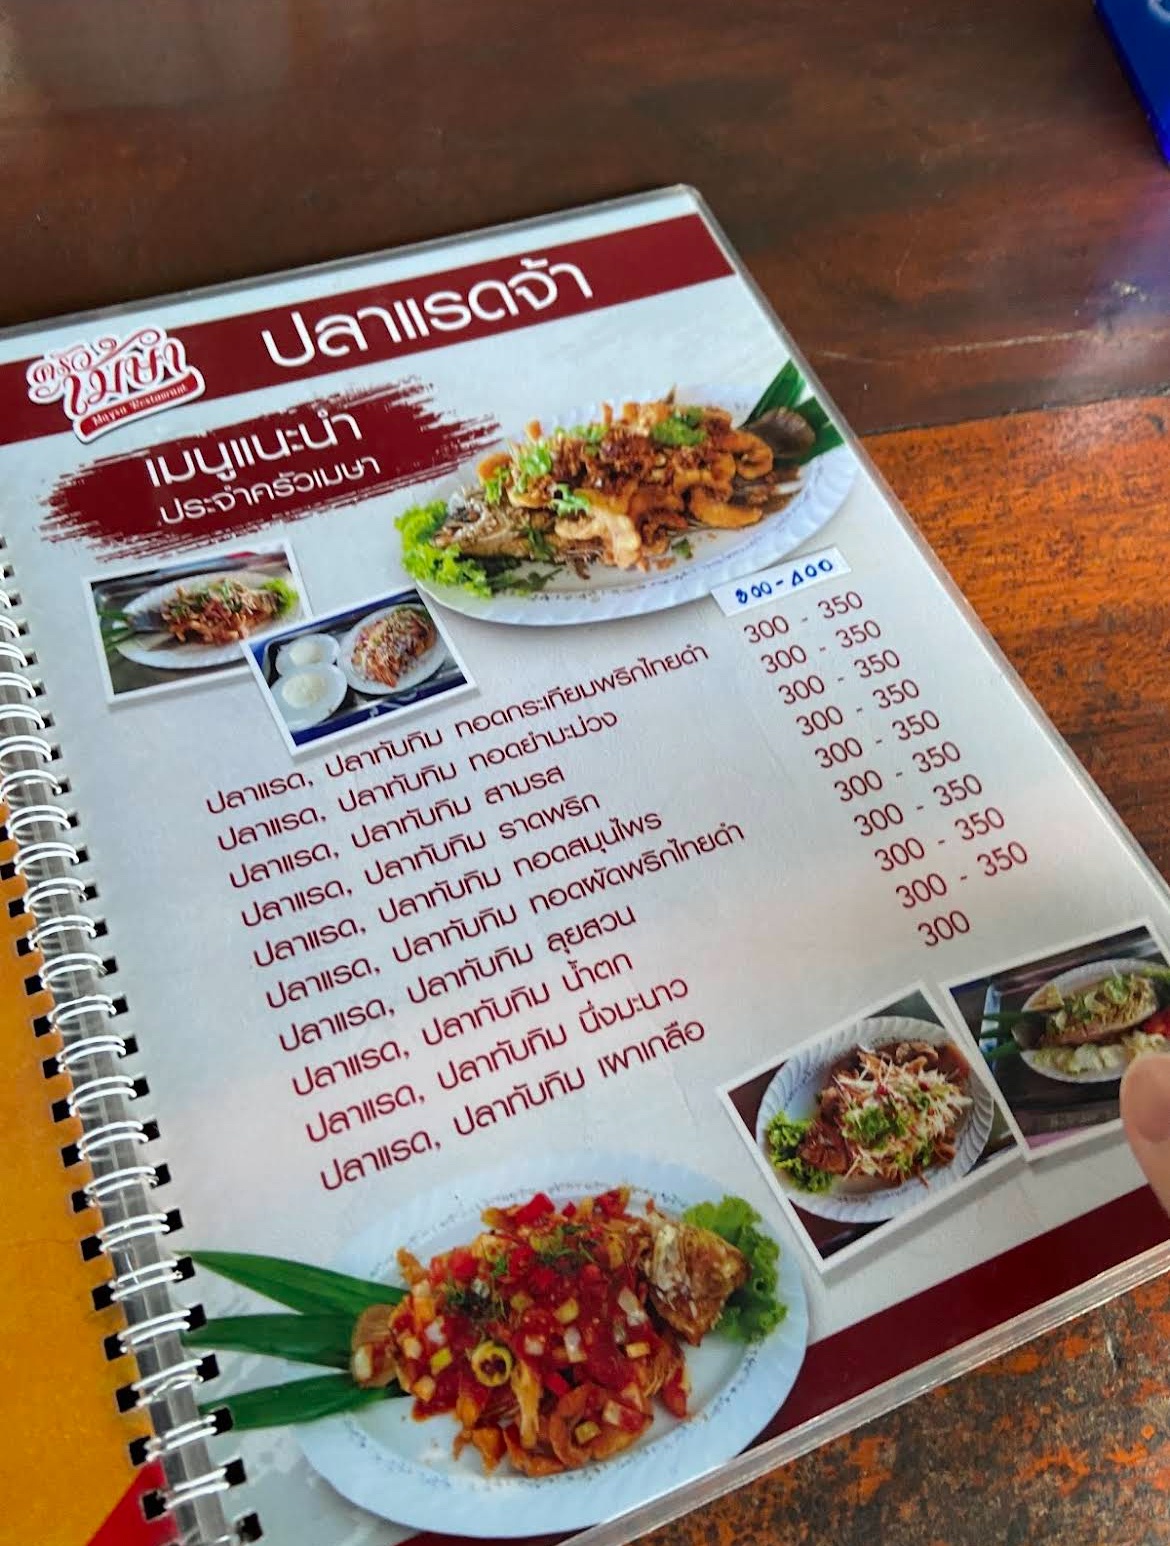 ปลาแรดจ้า
ครัวเมษา
Maysa Restaurant
เมนูแนะนำ
ประจำครัวเมษา
300-400
ปลาแรด, ปลาทับทิม ทอดกระเทียมพริกไทยดำ 300 - 350
ปลาแรด, ปลาทับทิม ทอดยำมะม่วง 300 - 350
ปลาแรด, ปลาทับทิม สามรส 300 - 350
ปลาแรด, ปลาทับทิม ราดพริก 300 - 350
ปลาแรด, ปลาทับทิม ทอดสมุนไพร 300 - 350
ปลาแรด, ปลาทับทิม ทอดผัดพริกไทยดำ 300 - 350
ปลาแรด, ปลาทับทิม ลุยสวน 300 - 350
ปลาแรด, ปลาทับทิม น้ำตก 300 - 350
ปลาแรด, ปลาทับทิม นึ่งมะนาว 300 - 350
ปลาแรด, ปลาทับทิม เผาเกลือ 300